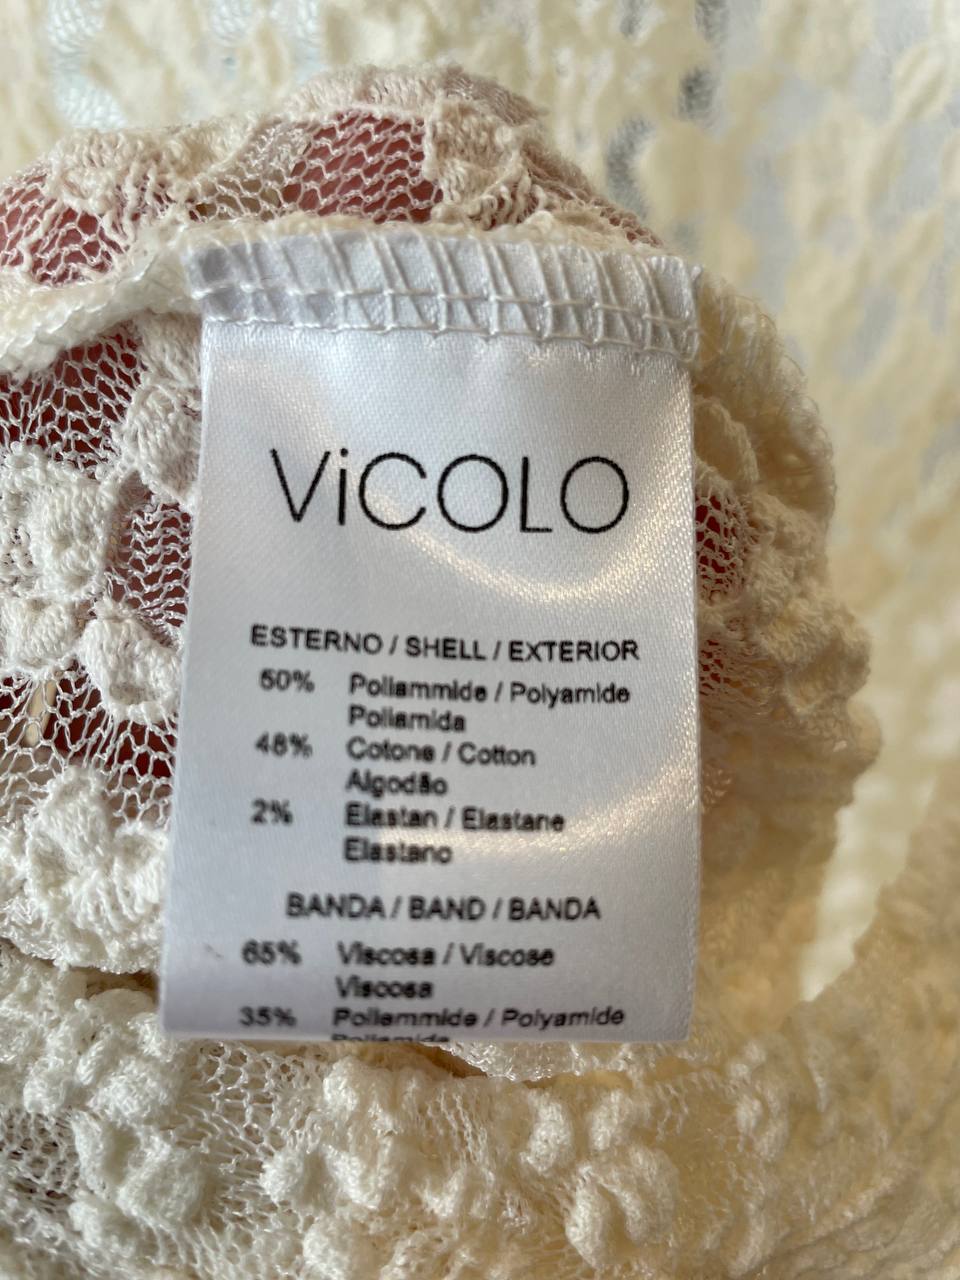 ViCOLO
ESTERNO / SHELL / EXTERIOR
50% Poliammide / Polyamide
Poliamida
48% Cotone / Cotton
Algodão
2% Elastan / Elastane
Elastano
BANDA / BAND / BANDA
65% Viscosa / Viscose
Viscosa
35% Poliammide / Polyamide
Poliamida